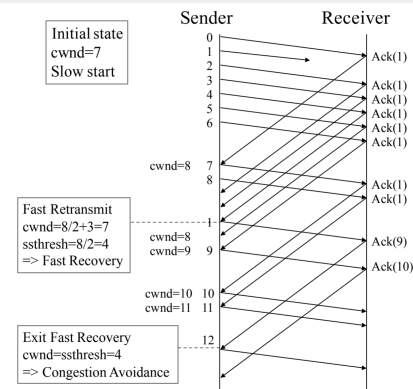 Sender Receiver
Initial state
cwnd=7
Slow start
0
1
2
3
4
5
6
Ack(1)
Ack(1)
Ack(1)
Ack(1)
Ack(1)
Ack(1)
cwnd=8 7
8
Ack(1)
Ack(1)
Fast Retransmit
cwnd=8/2+3=7
ssthresh=8/2=4
=> Fast Recovery
1
cwnd=8
cwnd=9 9
Ack(9)
Ack(10)
cwnd=10 10
cwnd=11 11
Exit Fast Recovery
cwnd=ssthresh=4
=> Congestion Avoidance
12